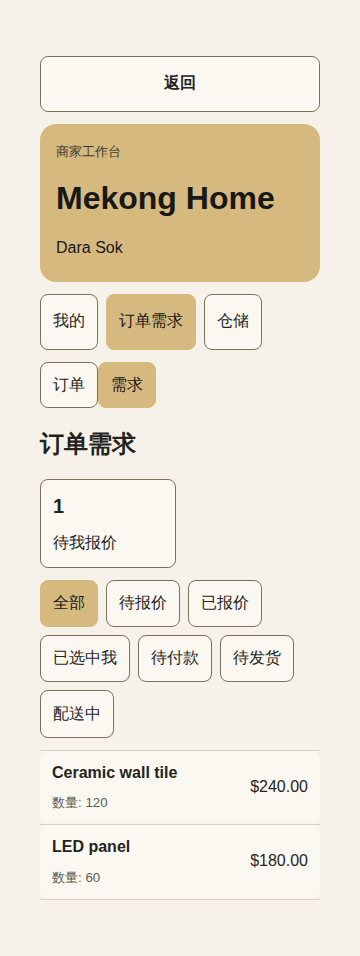 返回
商家工作台
Mekong Home
Dara Sok
我的 订单需求 仓储
订单 需求
订单需求
1
待我报价
全部 待报价 已报价
已选中我 待付款 待发货
配送中
Ceramic wall tile
$240.00
数量: 120
LED panel
$180.00
数量: 60